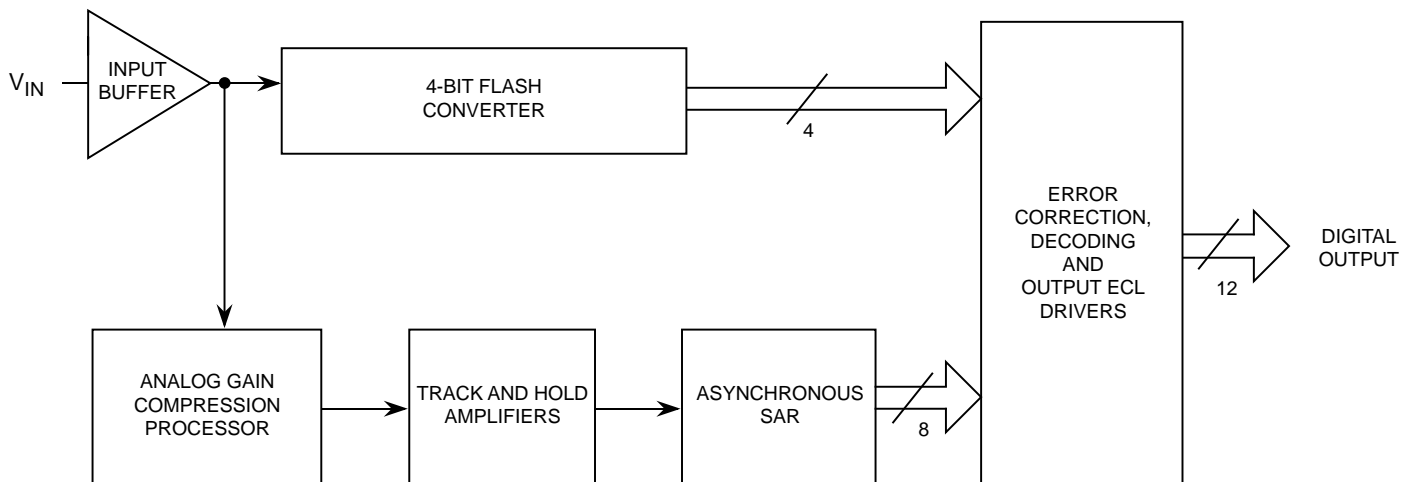 V_IN
INPUT
BUFFER
4-BIT FLASH
CONVERTER
4
ERROR
CORRECTION,
DECODING
AND
OUTPUT ECL
DRIVERS
12
DIGITAL
OUTPUT
ANALOG GAIN
COMPRESSION
PROCESSOR
TRACK AND HOLD
AMPLIFIERS
ASYNCHRONOUS
SAR
8